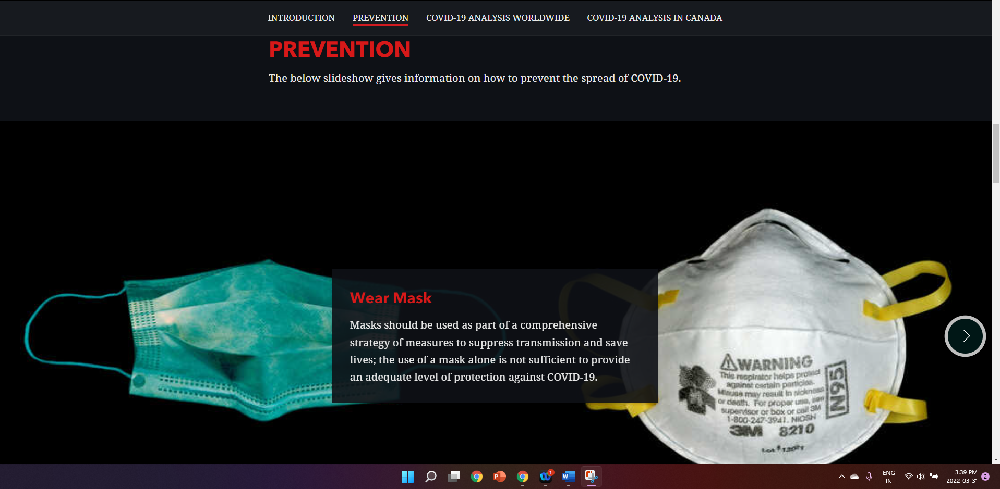 INTRODUCTION PREVENTION COVID-19 ANALYSIS WORLDWIDE COVID-19 ANALYSIS IN CANADA
PREVENTION
The below slideshow gives information on how to prevent the spread of COVID-19.
Wear Mask
Masks should be used as part of a comprehensive
strategy of measures to suppress transmission and save
lives; the use of a mask alone is not sufficient to provide
an adequate level of protection against COVID-19.
WARNING
This respirator helps protect
against certain particles.
Misuse may result in sickness
or death. For proper use, see
supervisor or box or call 3M
1-800-247-3941. NIOSH
3M 8210
N95
Lot #
P
1
W
ENG
IN
3:39 PM
2022-03-31
2